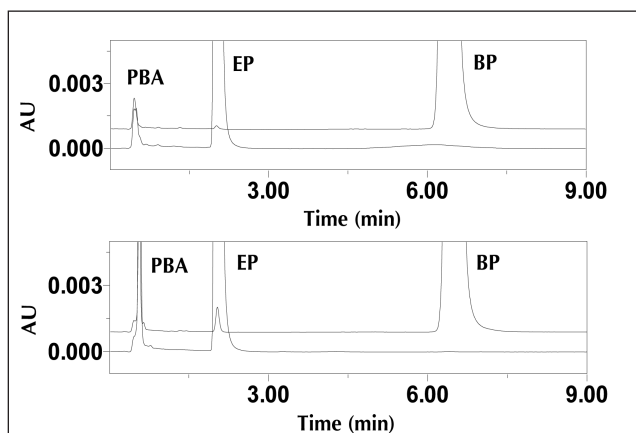 PBA EP BP
0.003
AU
0.000
3.00 6.00 9.00
Time (min)
PBA EP BP
0.003
AU
0.000
3.00 6.00 9.00
Time (min)